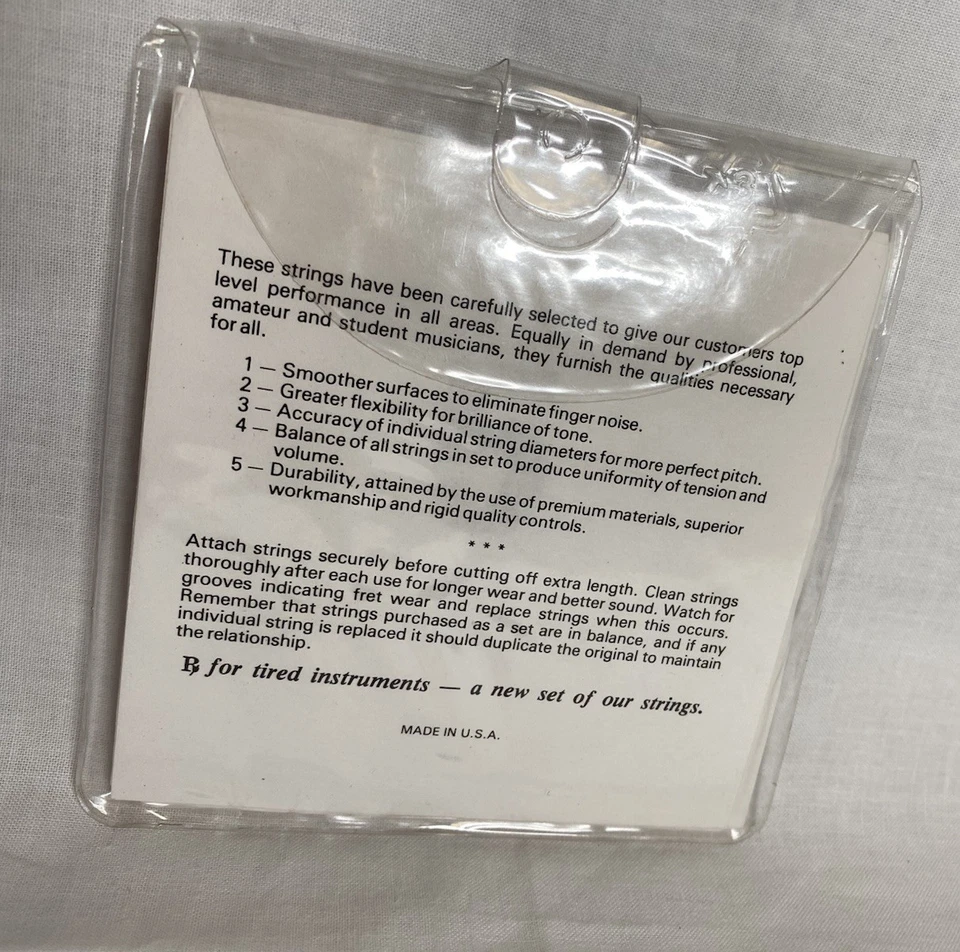 These strings have been carefully selected to give our customers top
level performance in all areas. Equally in demand by professional,
amateur and student musicians, they furnish the qualities necessary
for all.
1 — Smoother surfaces to eliminate finger noise.
2 — Greater flexibility for brilliance of tone.
3 — Accuracy of individual string diameters for more perfect pitch.
4 — Balance of all strings in set to produce uniformity of tension and
volume.
5 — Durability, attained by the use of premium materials, superior
workmanship and rigid quality controls.
* * *
Attach strings securely before cutting off extra length. Clean strings
thoroughly after each use for longer wear and better sound. Watch for
grooves indicating fret wear and replace strings when this occurs.
Remember that strings purchased as a set are in balance, and if any
individual string is replaced it should duplicate the original to maintain
the relationship.
℞ for tired instruments — a new set of our strings.
MADE IN U.S.A.